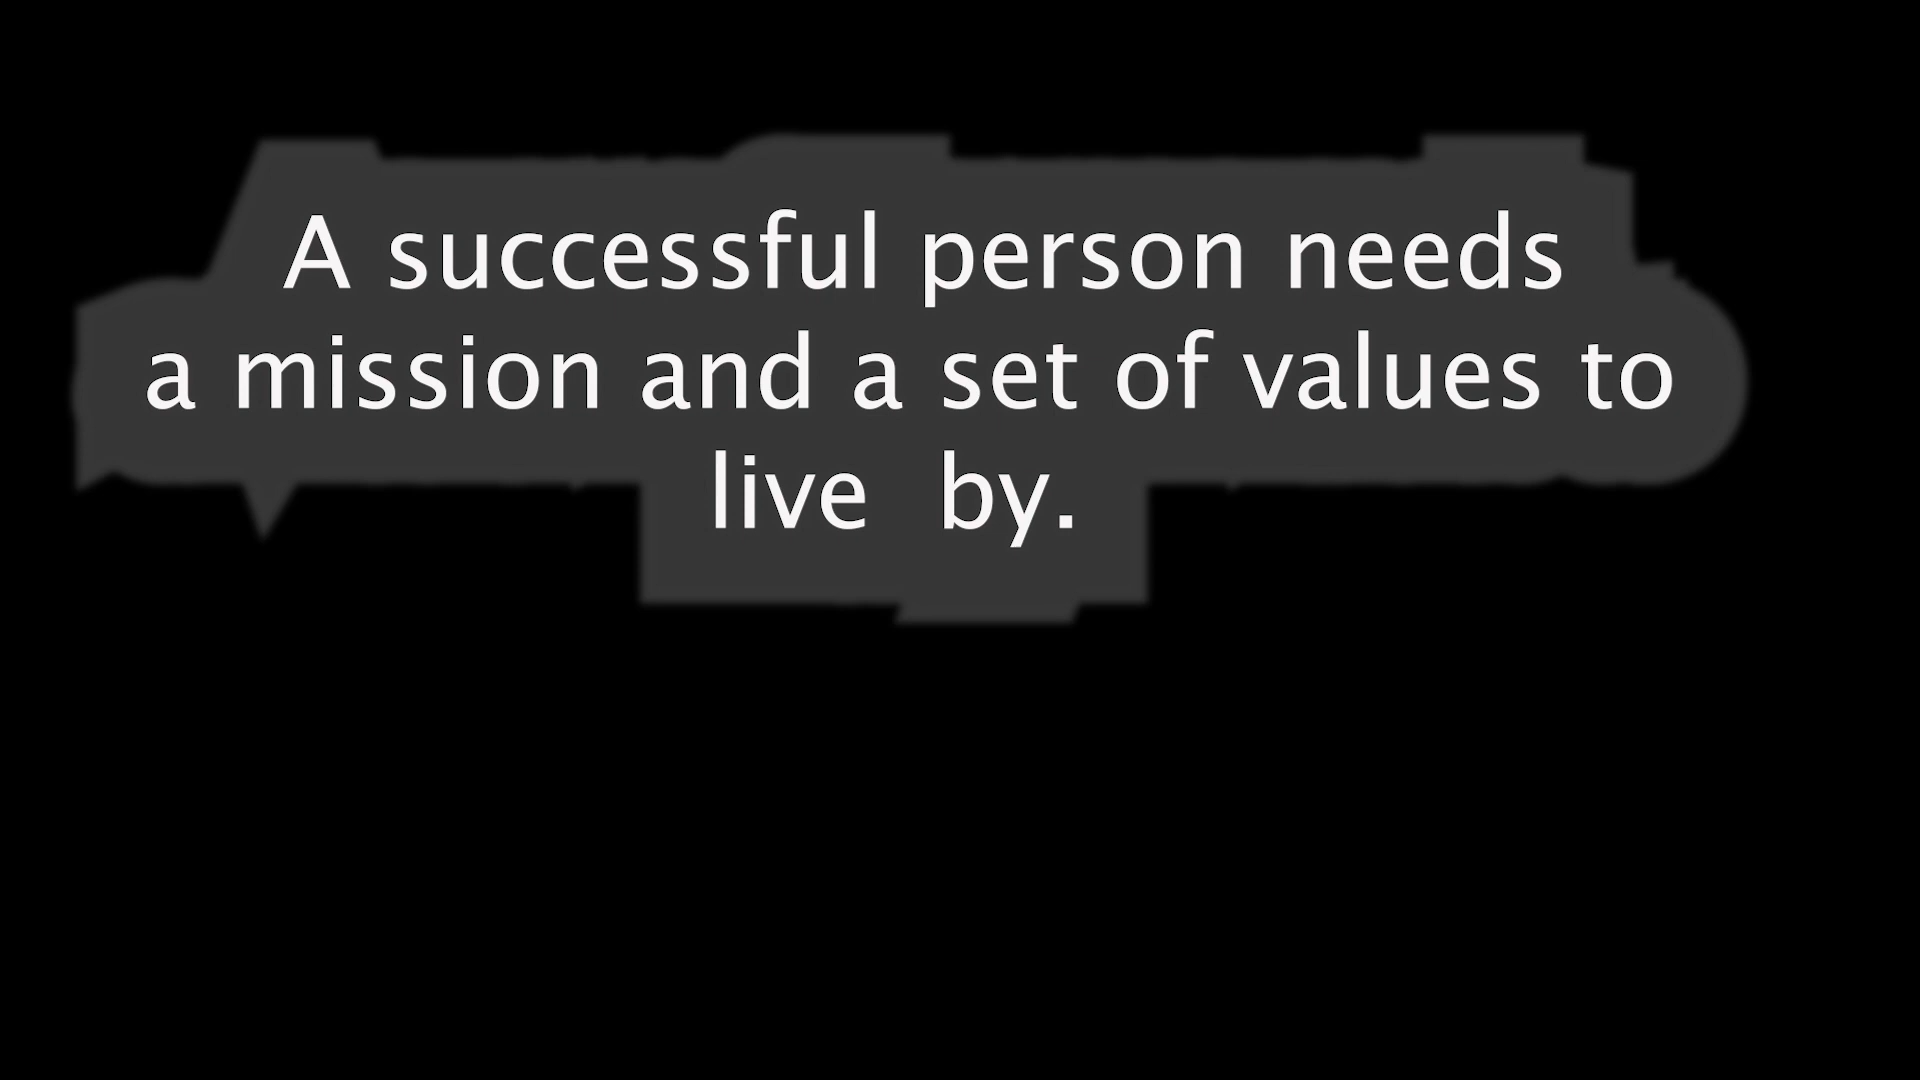 A successful person needs
a mission and a set of values to
live  by.